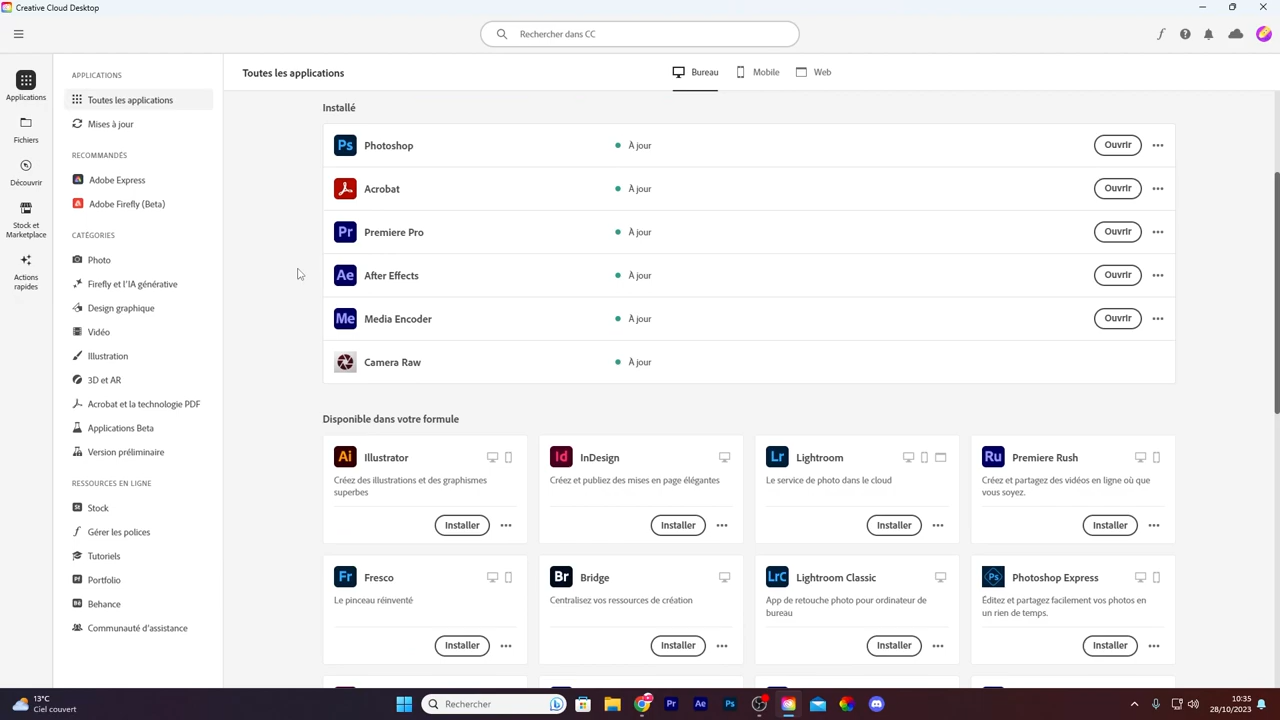 Creative Cloud Desktop
Rechercher dans CC
Applications
Fichiers
Découvrir
Stock et
Marketplace
Actions
rapides
APPLICATIONS
Toutes les applications
Mises à jour
RECOMMANDÉS
Adobe Express
Adobe Firefly (Beta)
CATÉGORIES
Photo
Firefly et l'IA générative
Design graphique
Vidéo
Illustration
3D et AR
Acrobat et la technologie PDF
Applications Beta
Version préliminaire
RESSOURCES EN LIGNE
Stock
Gérer les polices
Tutoriels
Portfolio
Behance
Communauté d'assistance
Toutes les applications
Bureau
Mobile
Web
Installé
Ps Photoshop À jour Ouvrir
Acrobat À jour Ouvrir
Pr Premiere Pro À jour Ouvrir
Ae After Effects À jour Ouvrir
Me Media Encoder À jour Ouvrir
Camera Raw À jour
Disponible dans votre formule
Ai Illustrator
Créez des illustrations et des graphismes
superbes
Installer
Id InDesign
Créez et publiez des mises en page élégantes
Installer
Lr Lightroom
Le service de photo dans le cloud
Installer
Ru Premiere Rush
Créez et partagez des vidéos en ligne où que
vous soyez.
Installer
Fr Fresco
Le pinceau réinventé
Installer
Br Bridge
Centralisez vos ressources de création
Installer
LrC Lightroom Classic
App de retouche photo pour ordinateur de
bureau
Installer
Ps Photoshop Express
Éditez et partagez facilement vos photos en
un rien de temps.
Installer
13°C
Ciel couvert
Rechercher
Pr
Ae
Ps
10:35
28/10/2023